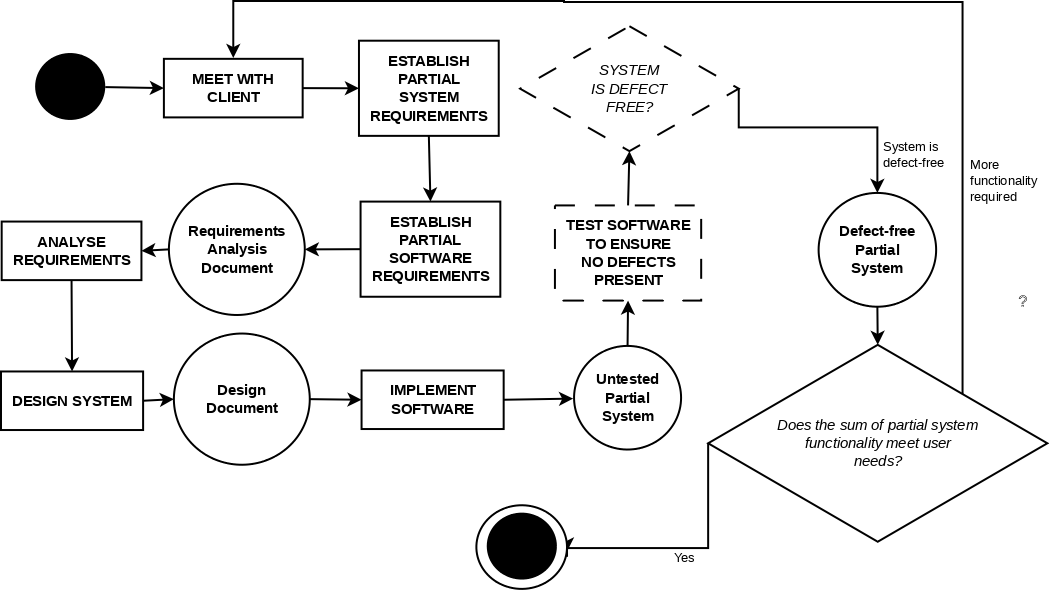 MEET WITH
CLIENT
ESTABLISH
PARTIAL
SYSTEM
REQUIREMENTS
SYSTEM
IS DEFECT
FREE?
System is
defect-free
More
functionality
required
ANALYSE
REQUIREMENTS
Requirements
Analysis
Document
ESTABLISH
PARTIAL
SOFTWARE
REQUIREMENTS
TEST SOFTWARE
TO ENSURE
NO DEFECTS
PRESENT
Defect-free
Partial
System
?
DESIGN SYSTEM
Design
Document
IMPLEMENT
SOFTWARE
Untested
Partial
System
Does the sum of partial system
functionality meet user
needs?
Yes